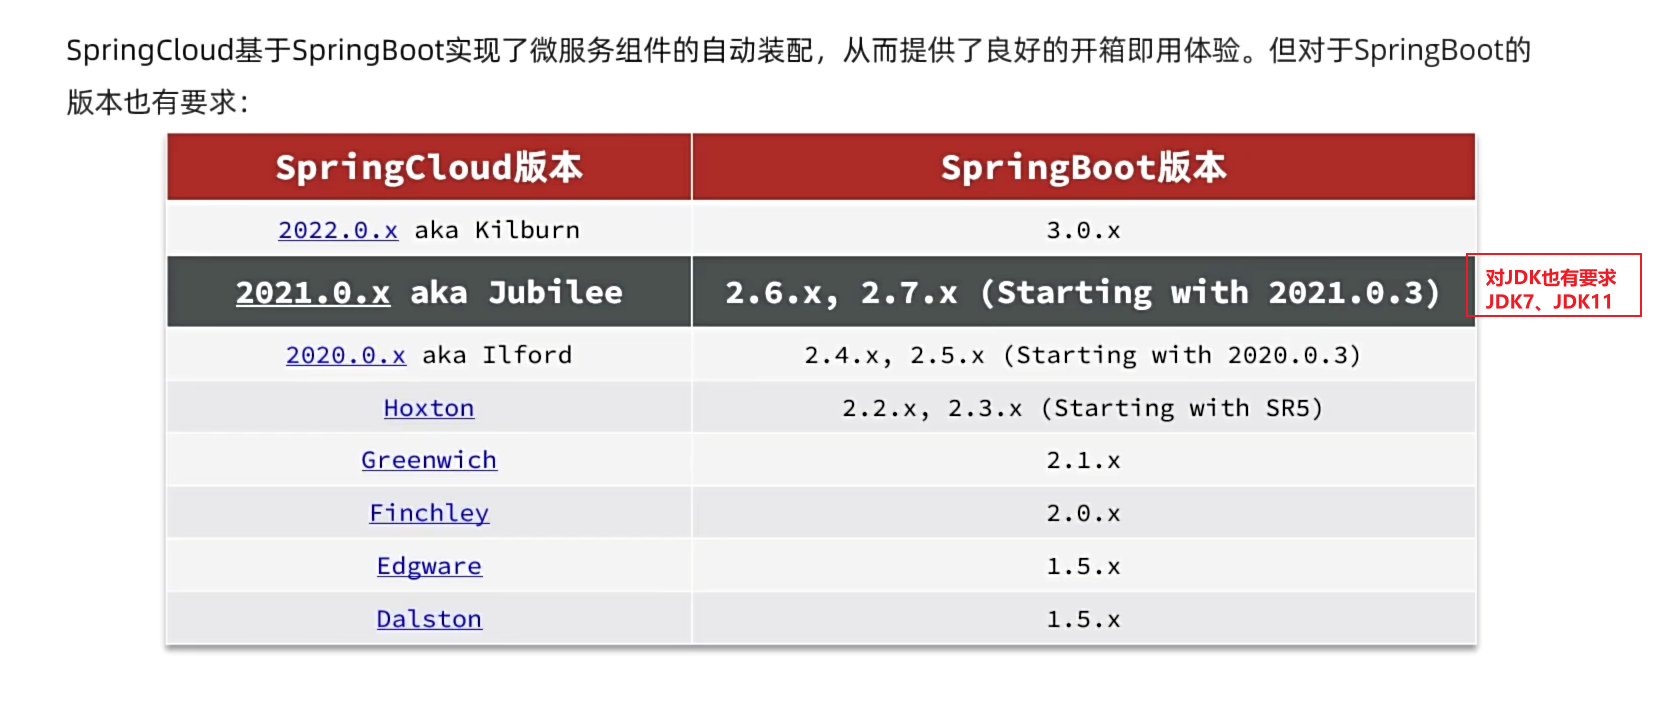 SpringCloud基于SpringBoot实现了微服务组件的自动装配，从而提供了良好的开箱即用体验。但对于SpringBoot的
版本也有要求：
SpringCloud版本 SpringBoot版本
2022.0.x aka Kilburn 3.0.x
2021.0.x aka Jubilee 2.6.x, 2.7.x (Starting with 2021.0.3)
对JDK也有要求
JDK7、JDK11
2020.0.x aka Ilford 2.4.x, 2.5.x (Starting with 2020.0.3)
Hoxton 2.2.x, 2.3.x (Starting with SR5)
Greenwich 2.1.x
Finchley 2.0.x
Edgware 1.5.x
Dalston 1.5.x